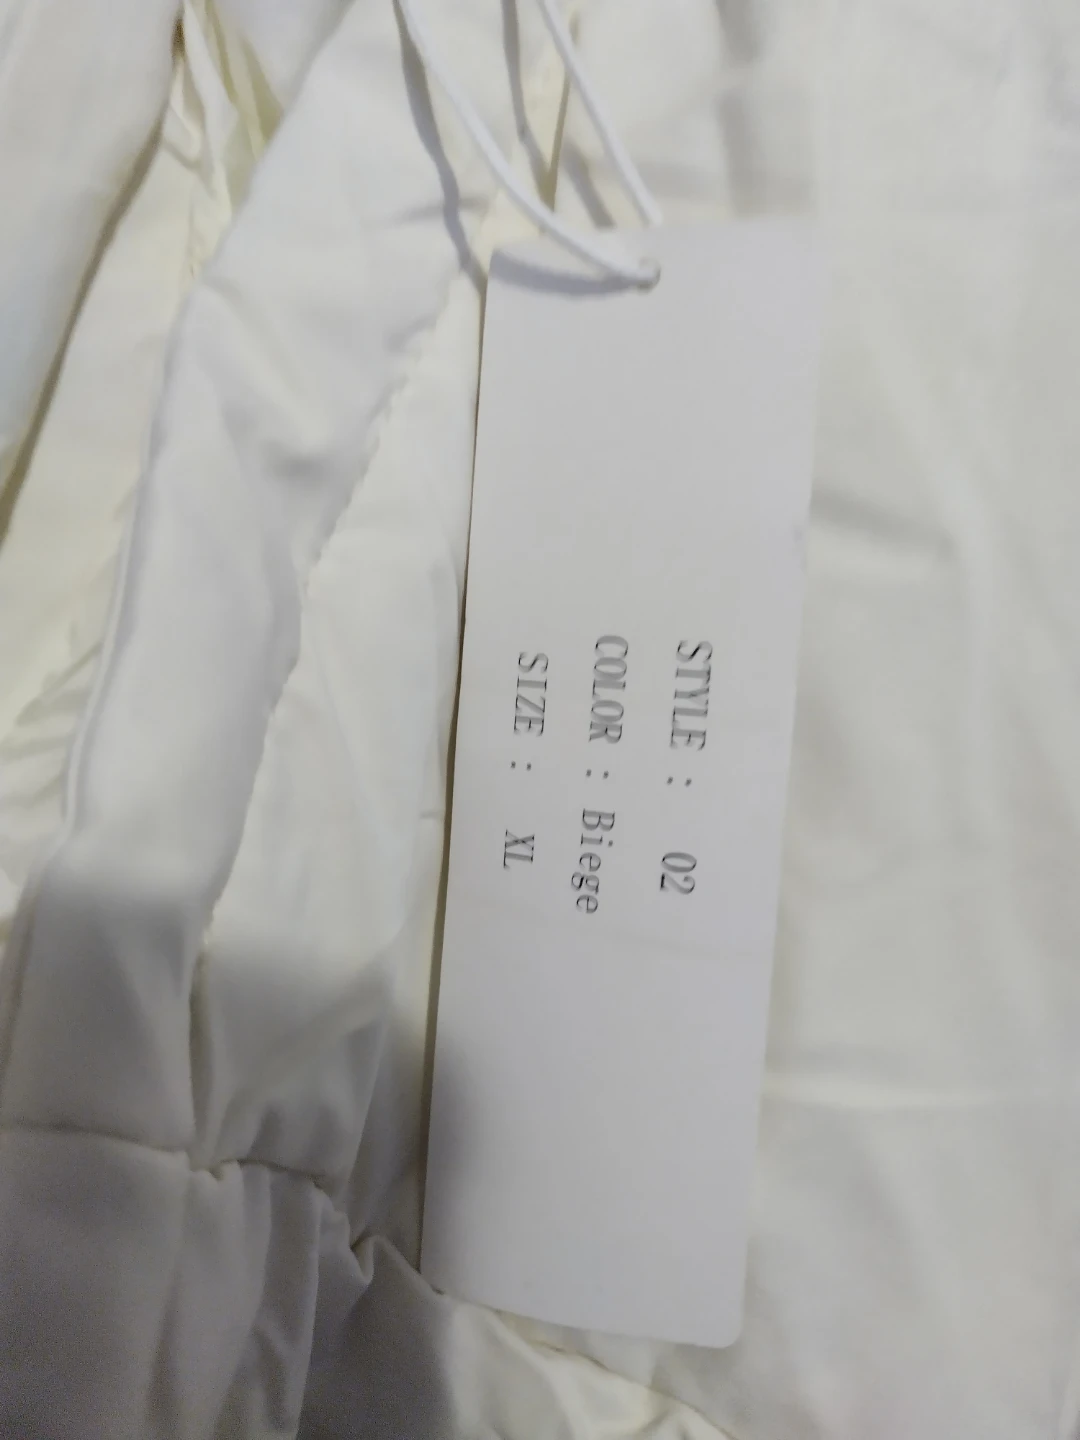 STYLE : 02
COLOR : Biege
SIZE : XL